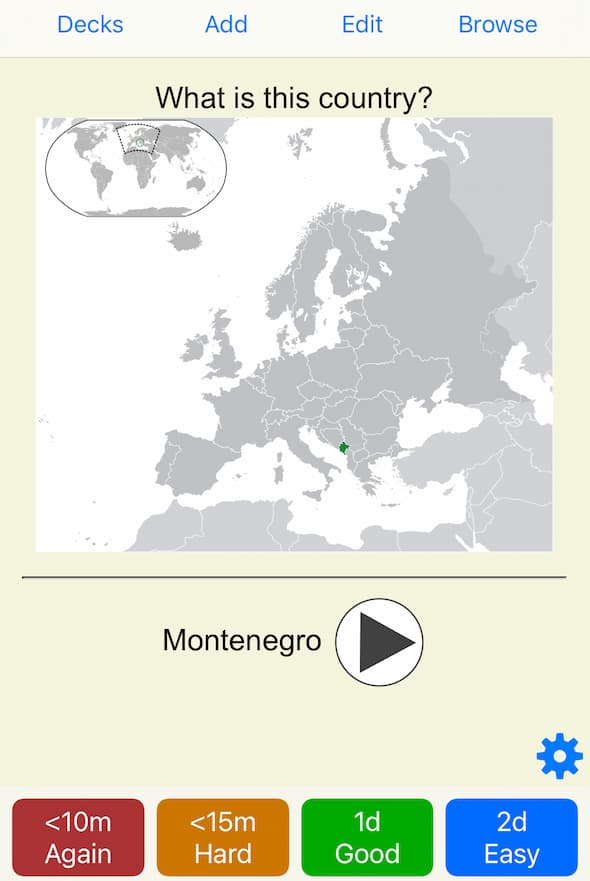 Decks Add Edit Browse
What is this country?
Montenegro
<10m <15m 1d 2d
Again Hard Good Easy